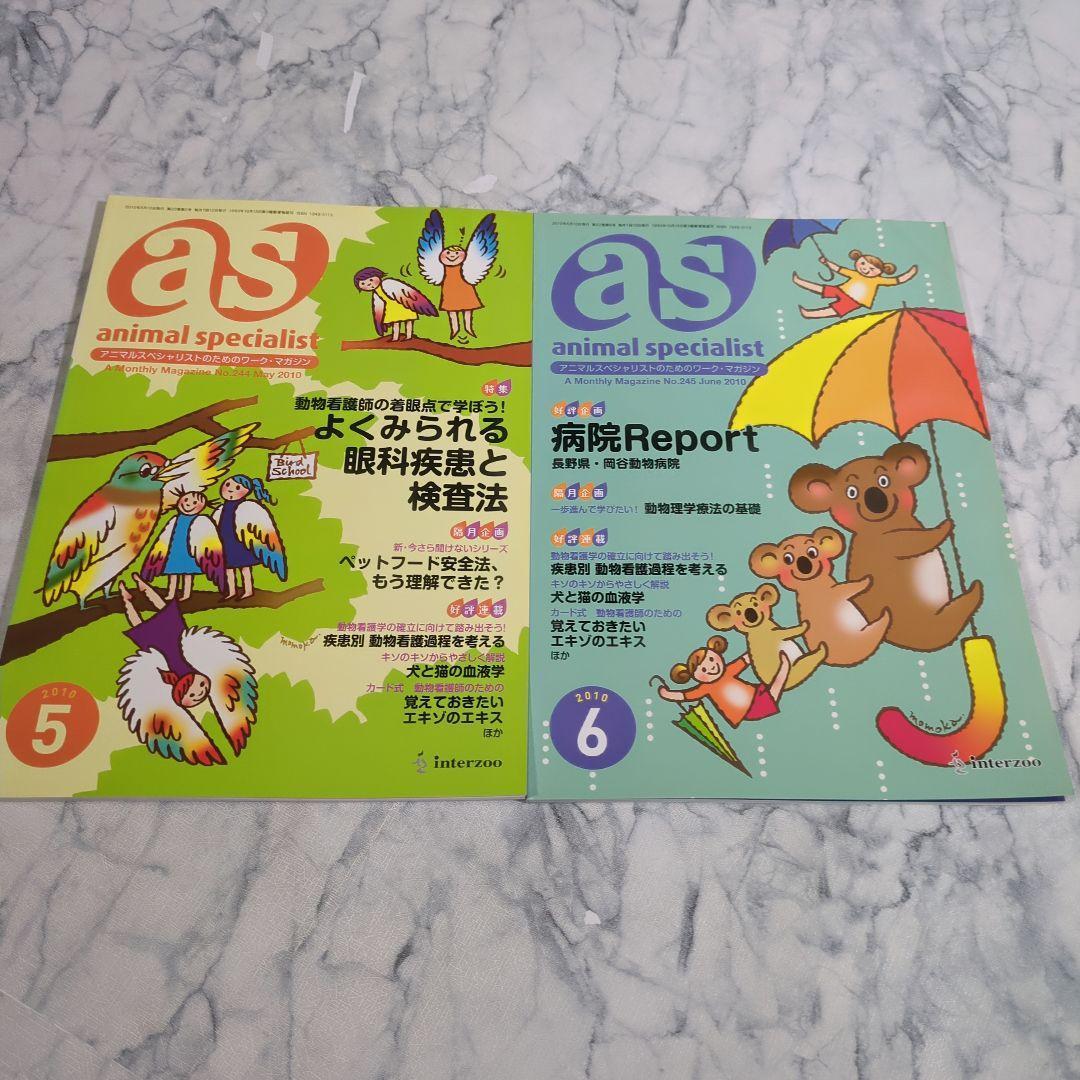 as
animal specialist
アニマルスペシャリストのためのワーク・マガジン
A Monthly Magazine No.244 May 2010
特集
動物看護師の着眼点で学ぼう!
よくみられる
眼科疾患と
検査法
Bird
School
隔月企画
新・今さら聞けないシリーズ
ペットフード安全法、
もう理解できた?
好評連載
動物看護学の確立に向けて踏み出そう!
疾患別 動物看護過程を考える
キソのキソからやさしく解説
犬と猫の血液学
カード式 動物看護師のための
覚えておきたい
エキゾのエキス
ほか
momoka.
2010
5
interzoo
as
animal specialist
アニマルスペシャリストのためのワーク・マガジン
A Monthly Magazine No.245 June 2010
好評企画
病院Report
長野県・岡谷動物病院
隔月企画
一歩進んで学びたい! 動物理学療法の基礎
好評連載
動物看護学の確立に向けて踏み出そう!
疾患別 動物看護過程を考える
キソのキソからやさしく解説
犬と猫の血液学
カード式 動物看護師のための
覚えておきたい
エキゾのエキス
ほか
2010
6
momoka.
interzoo